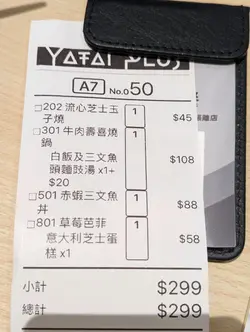 YATAI PLUS
A7 No.050
□202 流心芝士玉子燒 1 $45
□301 牛肉壽喜燒鍋 1 $108
白飯及三文魚頭麵豉湯 x1+$20
□501 赤蝦三文魚丼 1 $88
□801 草莓芭菲 1 $58
意大利芝士蛋糕 x1
小計 $299
總計 $299